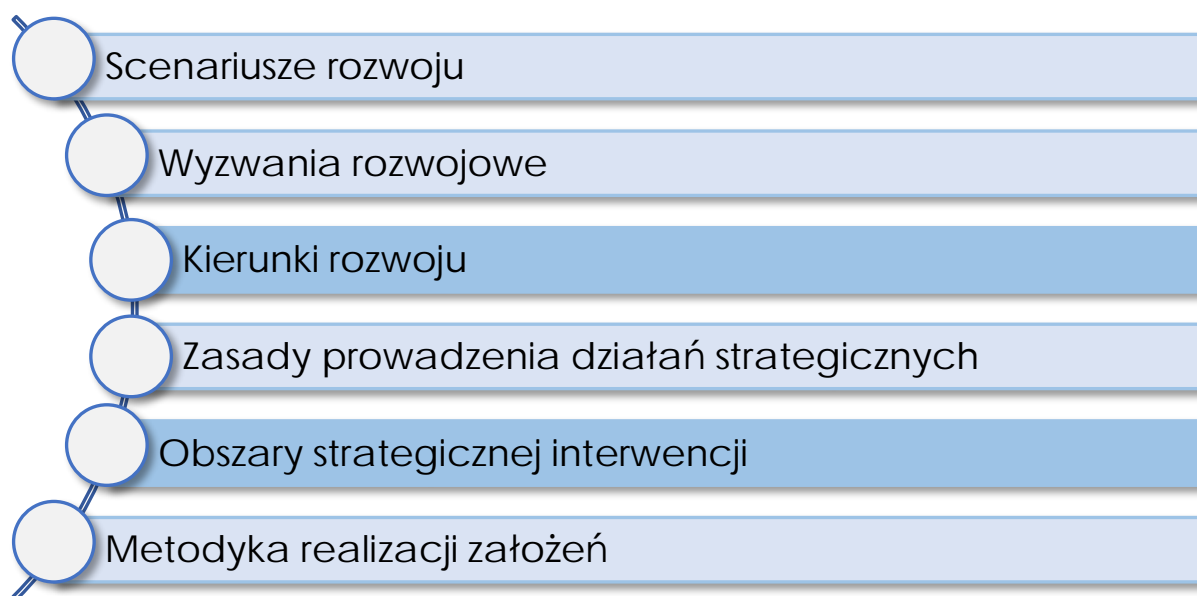 Scenariusze rozwoju
Wyzwania rozwojowe
Kierunki rozwoju
Zasady prowadzenia działań strategicznych
Obszary strategicznej interwencji
Metodyka realizacji założeń